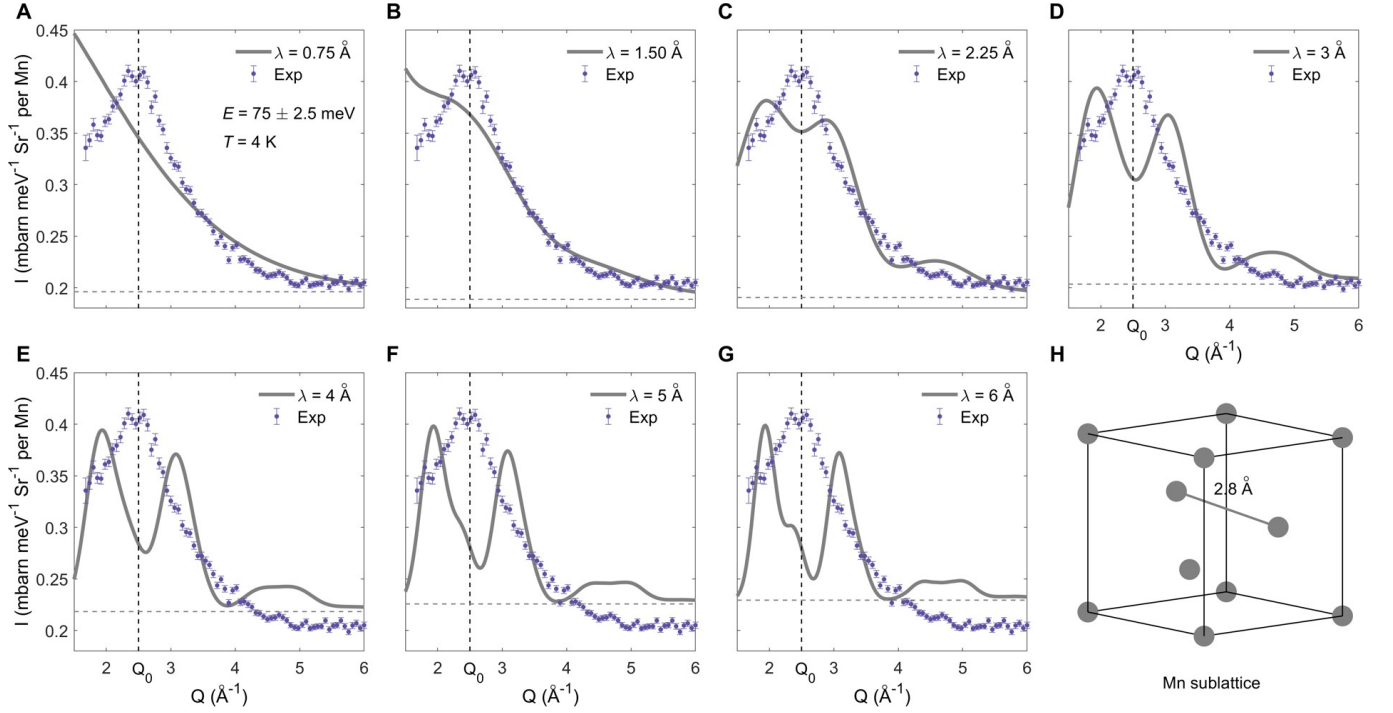 A
I (mbarn meV⁻¹ Sr⁻¹ per Mn)
0.45
0.4
0.35
0.3
0.25
0.2
λ = 0.75 Å
Exp
E = 75 ± 2.5 meV
T = 4 K
B
λ = 1.50 Å
Exp
C
λ = 2.25 Å
Exp
D
λ = 3 Å
Exp
2 Q₀ 3 4 5 6
Q (Å⁻¹)
E
I (mbarn meV⁻¹ Sr⁻¹ per Mn)
0.45
0.4
0.35
0.3
0.25
0.2
λ = 4 Å
Exp
2 Q₀ 3 4 5 6
Q (Å⁻¹)
F
λ = 5 Å
Exp
2 Q₀ 3 4 5 6
Q (Å⁻¹)
G
λ = 6 Å
Exp
2 Q₀ 3 4 5 6
Q (Å⁻¹)
H
2.8 Å
Mn sublattice